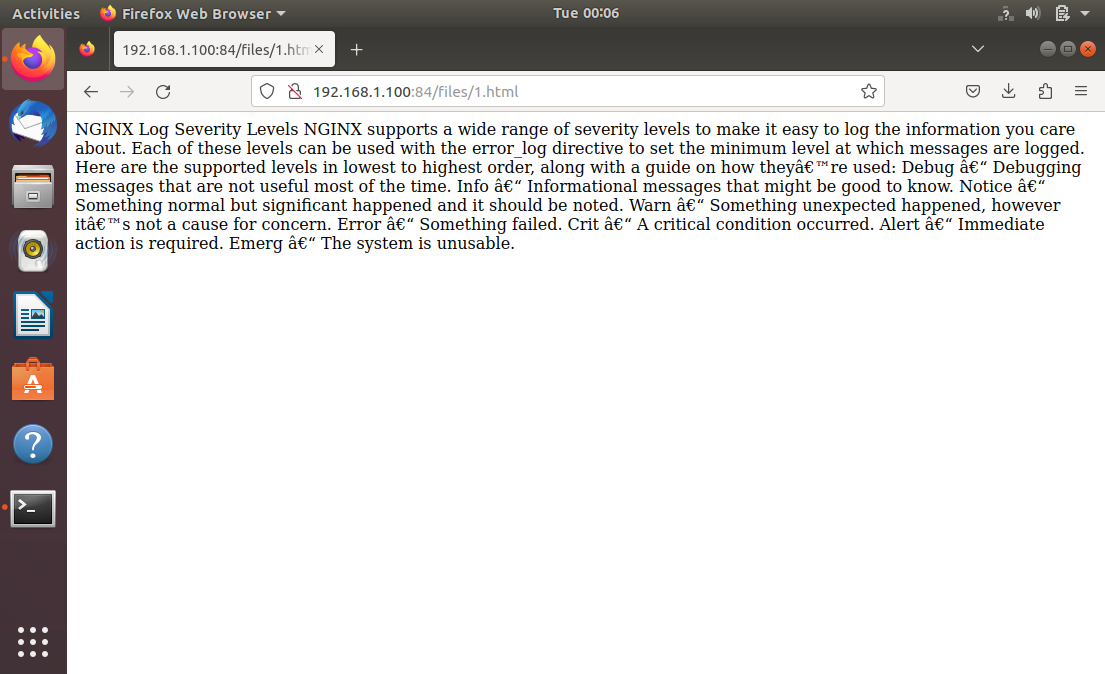 Activities Firefox Web Browser Tue 00:06
192.168.1.100:84/files/1.htm
192.168.1.100:84/files/1.html
NGINX Log Severity Levels NGINX supports a wide range of severity levels to make it easy to log the information you care
about. Each of these levels can be used with the error_log directive to set the minimum level at which messages are logged.
Here are the supported levels in lowest to highest order, along with a guide on how theyâ€™re used: Debug â€“ Debugging
messages that are not useful most of the time. Info â€“ Informational messages that might be good to know. Notice â€“
Something normal but significant happened and it should be noted. Warn â€“ Something unexpected happened, however
itâ€™s not a cause for concern. Error â€“ Something failed. Crit â€“ A critical condition occurred. Alert â€“ Immediate
action is required. Emerg â€“ The system is unusable.